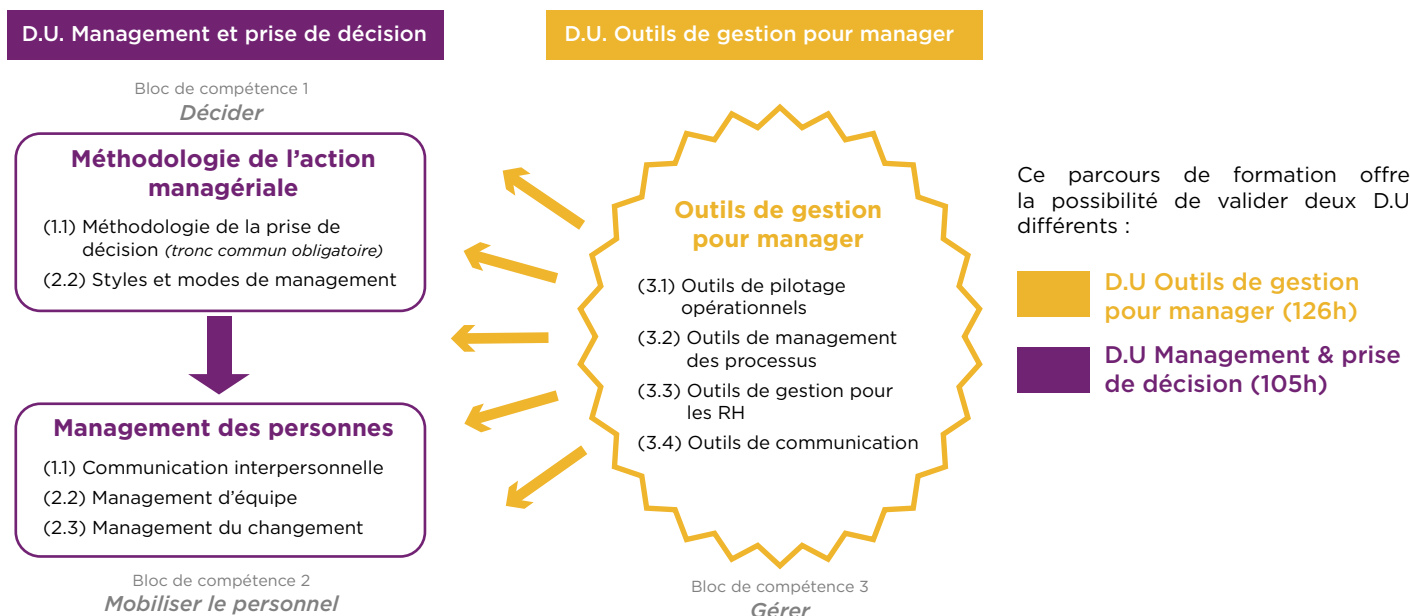 D.U. Management et prise de décision
Bloc de compétence 1
Décider
Méthodologie de l'action
managériale
(1.1) Méthodologie de la prise de
décision (tronc commun obligatoire)
(2.2) Styles et modes de management
Management des personnes
(1.1) Communication interpersonnelle
(2.2) Management d'équipe
(2.3) Management du changement
Bloc de compétence 2
Mobiliser le personnel
D.U. Outils de gestion pour manager
Outils de gestion
pour manager
(3.1) Outils de pilotage
opérationnels
(3.2) Outils de management
des processus
(3.3) Outils de gestion pour
les RH
(3.4) Outils de communication
Bloc de compétence 3
Gérer
Ce parcours de formation offre
la possibilité de valider deux D.U
différents :
D.U Outils de gestion
pour manager (126h)
D.U Management & prise
de décision (105h)